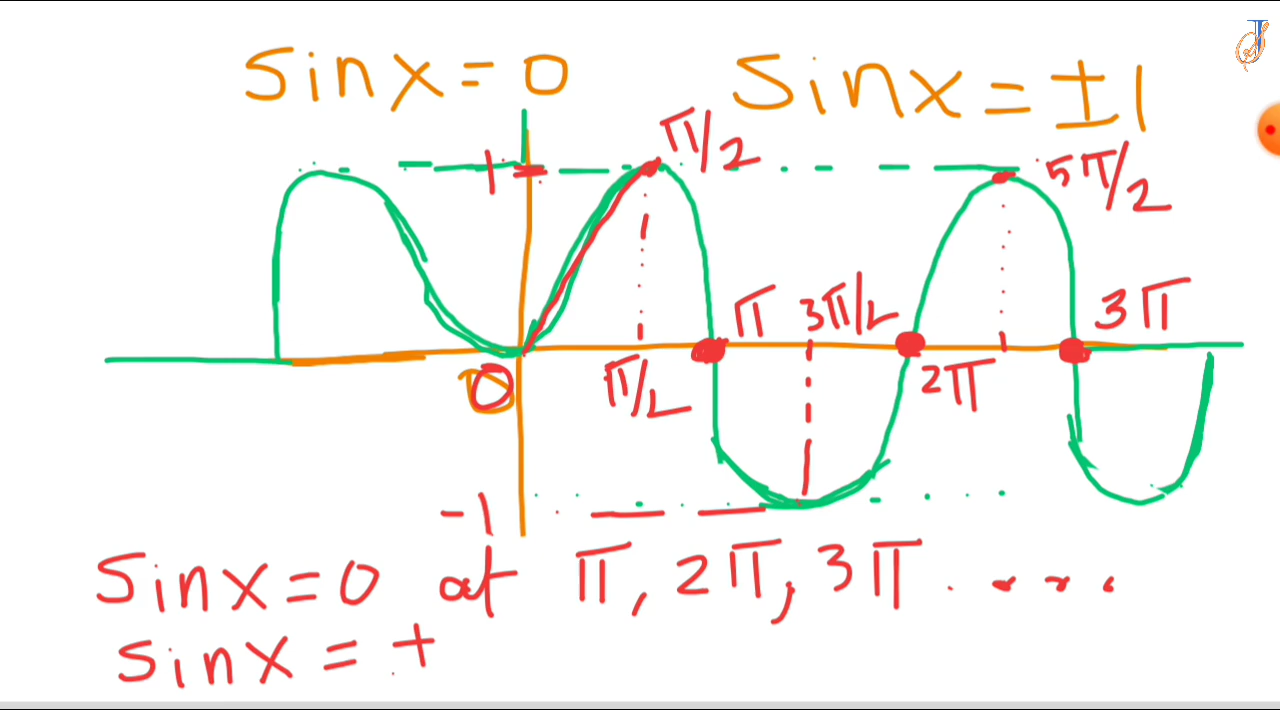 Sinx=0 Sinx=±1
1 π/2 5π/2
π 3π/2 3π
0 π/2 2π
-1
Sinx=0 at π, 2π, 3π ....
sinx = +